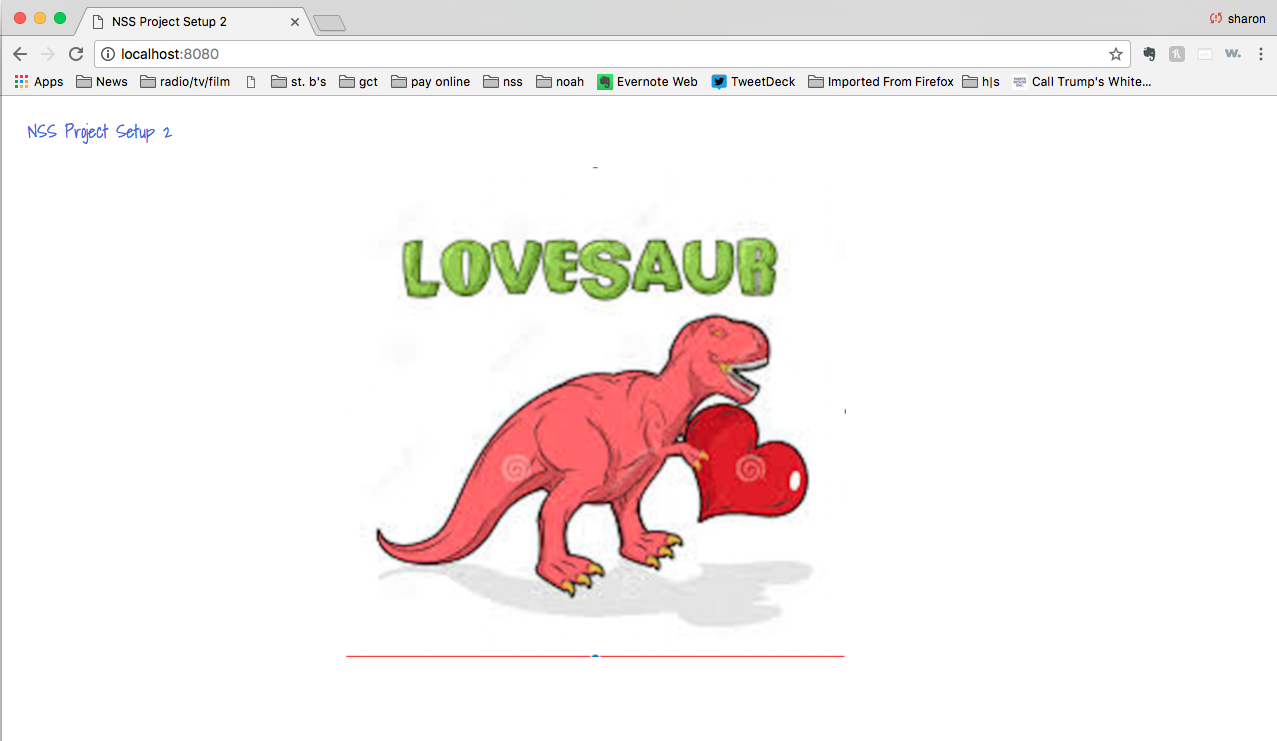 NSS Project Setup 2
sharon
localhost:8080
Apps News radio/tv/film st. b's gct pay online nss noah Evernote Web TweetDeck Imported From Firefox h|s Call Trump's White...
NSS Project Setup 2
LOVESAUR